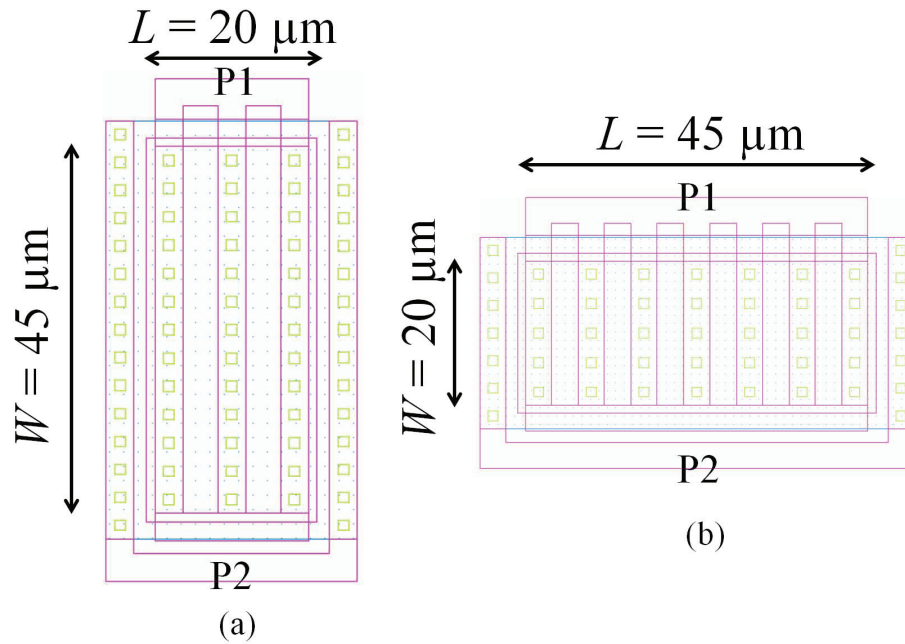 L = 20 µm
P1
W = 45 µm
P2
(a)
L = 45 µm
P1
W = 20 µm
P2
(b)